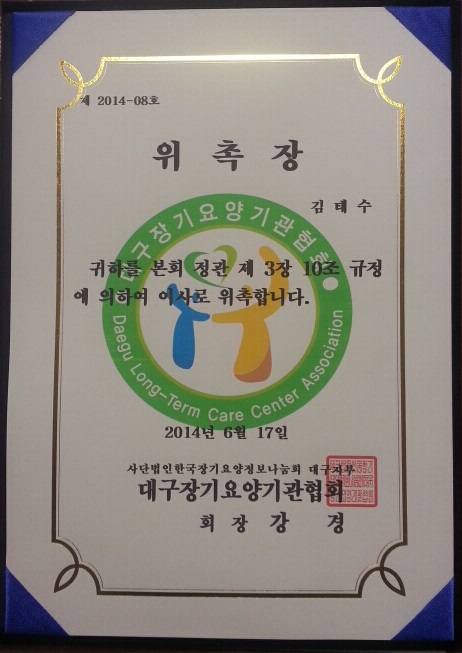 제 2014-08호
위 촉 장
김 태 수
대구장기요양기관협회
귀하를 본회 정관 제 3장 10조 규정
에 의하여 이사로 위촉합니다.
Daegu Long-Term Care Center Association
2014년 6월 17일
사단법인한국장기요양정보나눔회 대구지부
대구장기요양기관협회
회 장 강 경